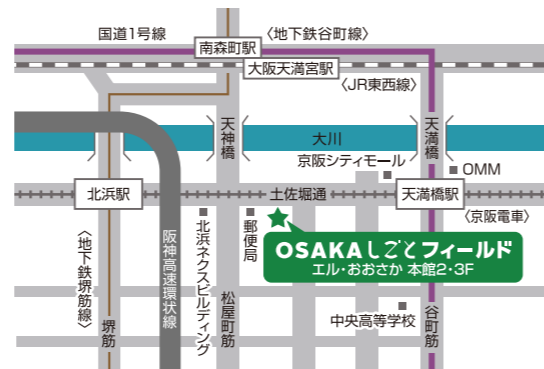 国道1号線
南森町駅
〈地下鉄谷町線〉
大阪天満宮駅
〈JR東西線〉
天神橋
大川
天満橋
京阪シティモール
OMM
北浜駅
土佐堀通
天満橋駅
〈京阪電車〉
〈地下鉄堺筋線〉
堺筋
阪神高速環状線
北浜ネクスビルディング
松屋町筋
郵便局
OSAKAしごとフィールド
エル・おおさか 本館2・3F
中央高等学校
谷町筋